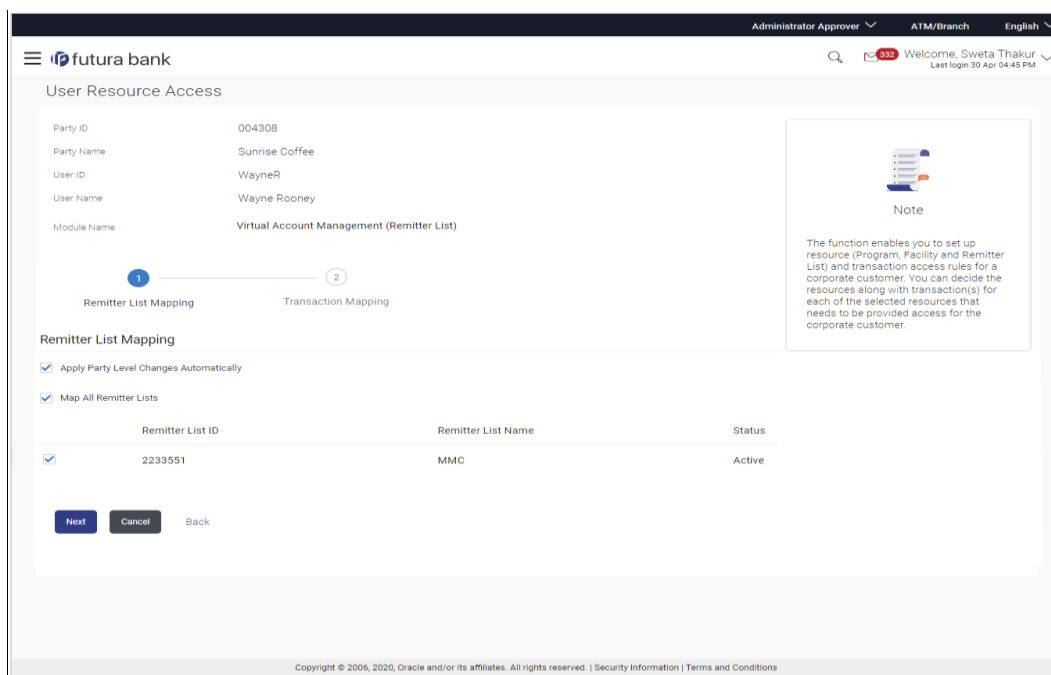 Administrator Approver ATM/Branch English
futura bank 332 Welcome, Sweta Thakur
Last login 30 Apr 04:45 PM
User Resource Access
Party ID 004308
Party Name Sunrise Coffee
User ID WayneR
User Name Wayne Rooney
Module Name Virtual Account Management (Remitter List)
1 2
Remitter List Mapping Transaction Mapping
Remitter List Mapping
Apply Party Level Changes Automatically
Map All Remitter Lists
Remitter List ID Remitter List Name Status
2233551 MMC Active
Next Cancel Back
Note
The function enables you to set up
resource (Program, Facility and Remitter
List) and transaction access rules for a
corporate customer. You can decide the
resources along with transaction(s) for
each of the selected resources that
needs to be provided access for the
corporate customer.
Copyright © 2006, 2020, Oracle and/or its affiliates. All rights reserved. | Security Information | Terms and Conditions